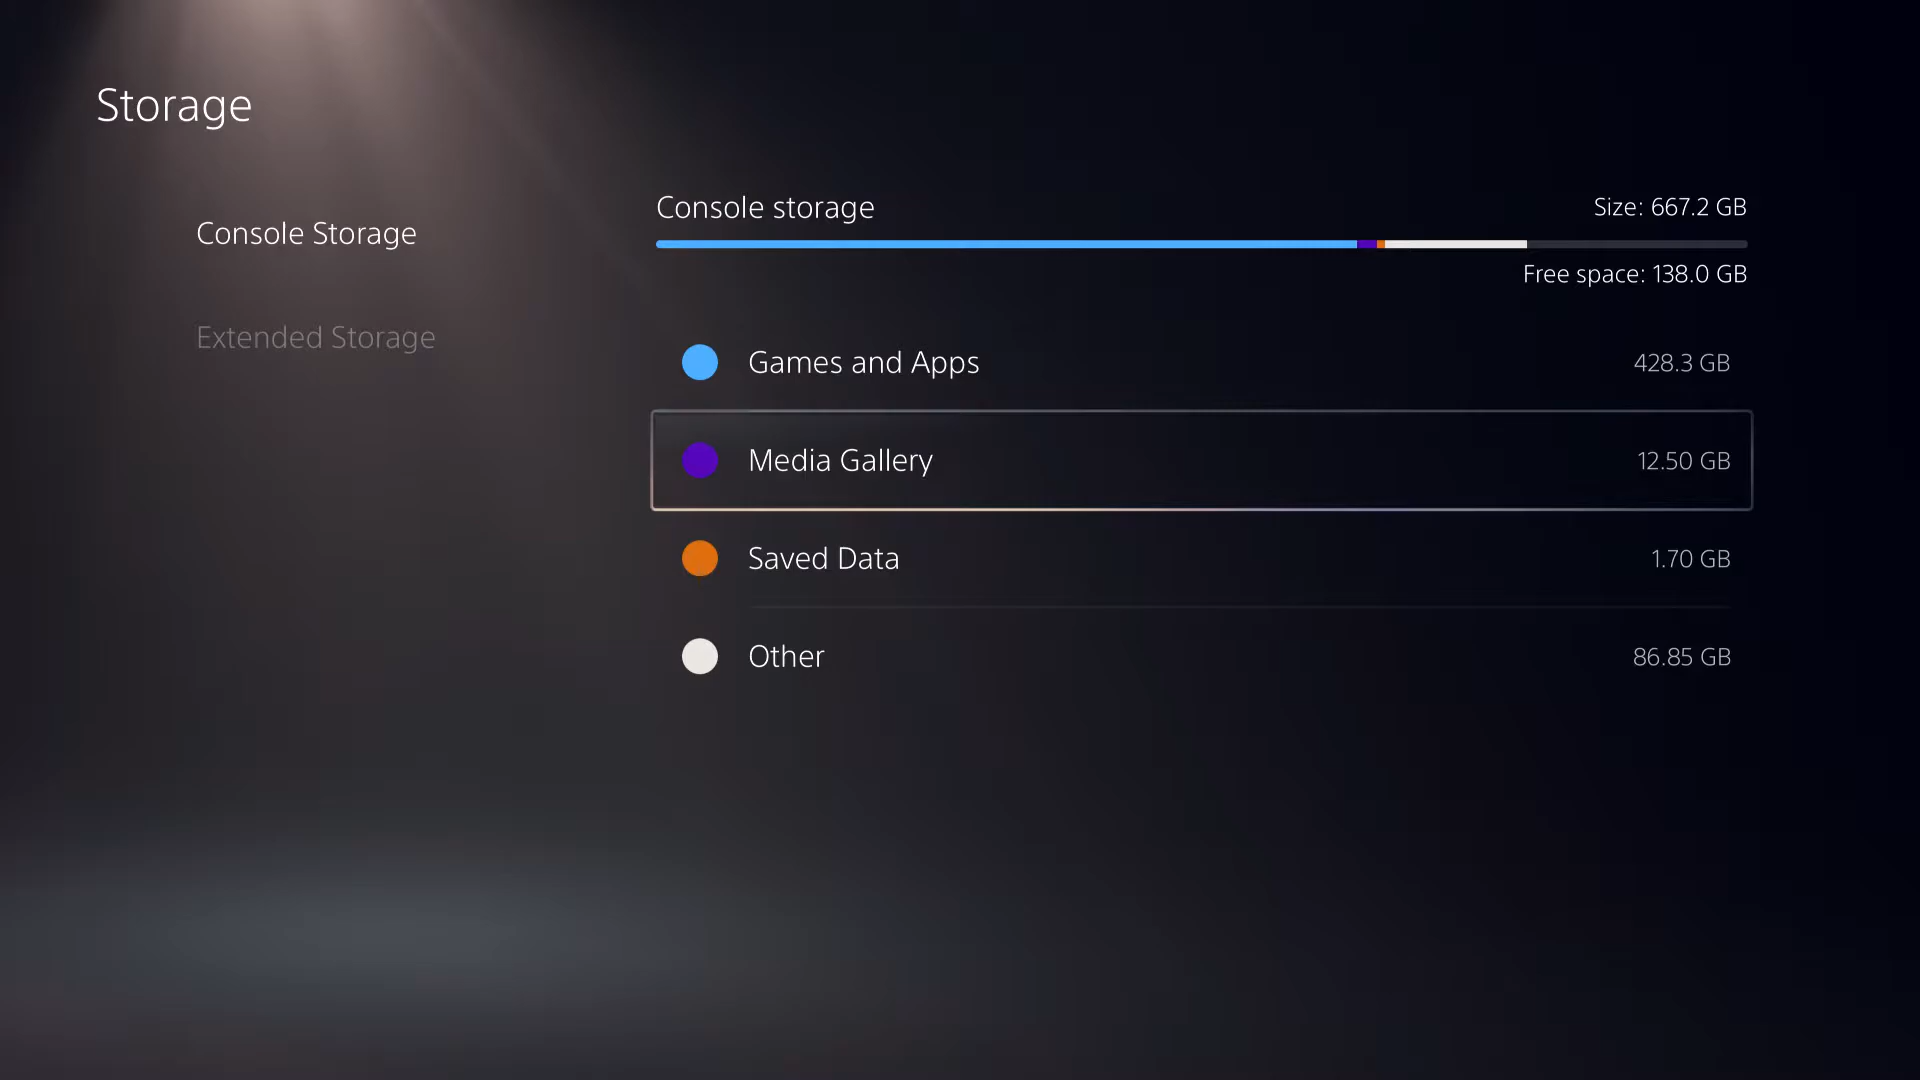 Storage
Console Storage
Extended Storage
Console storage
Size: 667.2 GB
Free space: 138.0 GB
Games and Apps
428.3 GB
Media Gallery
12.50 GB
Saved Data
1.70 GB
Other
86.85 GB